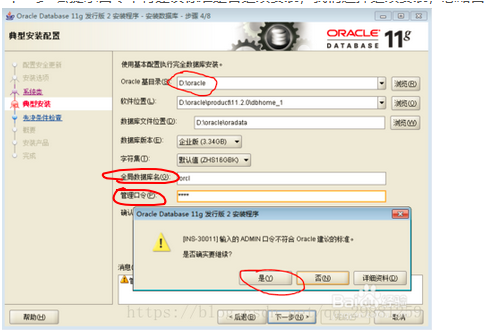 Oracle Database 11g 发行版 2 安装程序 - 安装数据库 - 步骤 4/8
典型安装配置
ORACLE
DATABASE 11g
配置安全更新
安装选项
系统类
典型安装
先决条件检查
概要
安装产品
完成
使用基本配置执行完全数据库安装。
Oracle 基目录(O): D:\oracle 浏览(R)
软件位置(L): D:\oracle\product\11.2.0\dbhome_1 浏览(O)
数据库文件位置(D): D:\oracle\oradata 浏览(W)
数据库版本(E): 企业版 (3.34GB)
字符集(T): 默认值 (ZHS16GBK)
全局数据库名(G) orcl
管理口令(P) ****
确认
Oracle Database 11g 发行版 2 安装程序
[INS-30011] 输入的 ADMIN 口令不符合 Oracle 建议的标准。
是否确实要继续?
是(Y) 否(N) 详细资料(D)
消息
帮助(H) < 后退(B) 下一步(N) > 取消